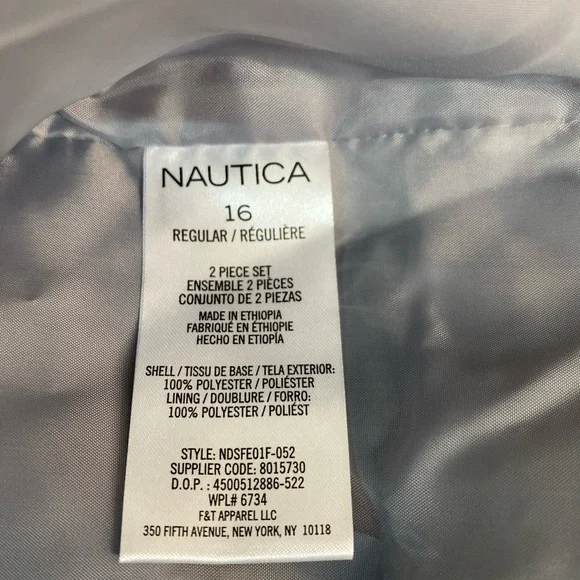 NAUTICA
16
REGULAR / RÉGULIÈRE
2 PIECE SET
ENSEMBLE 2 PIÈCES
CONJUNTO DE 2 PIEZAS
MADE IN ETHIOPIA
FABRIQUÉ EN ÉTHIOPIE
HECHO EN ETIOPÍA
SHELL / TISSU DE BASE / TELA EXTERIOR:
100% POLYESTER / POLIÉSTER
LINING / DOUBLURE / FORRO:
100% POLYESTER / POLIÉST
STYLE: NDSFE01F-052
SUPPLIER CODE: 8015730
D.O.P. : 4500512886-522
WPL# 6734
F&T APPAREL LLC
350 FIFTH AVENUE, NEW YORK, NY 10118